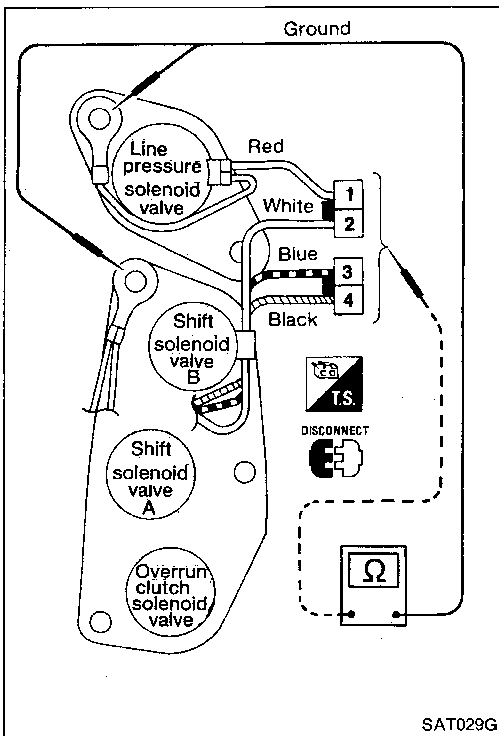 Ground
Line
pressure
solenoid
valve
Red
White
Blue
Black
1
2
3
4
Shift
solenoid
valve
B
T.S.
DISCONNECT
Shift
solenoid
valve
A
Ω
Overrun
clutch
solenoid
valve
SAT029G